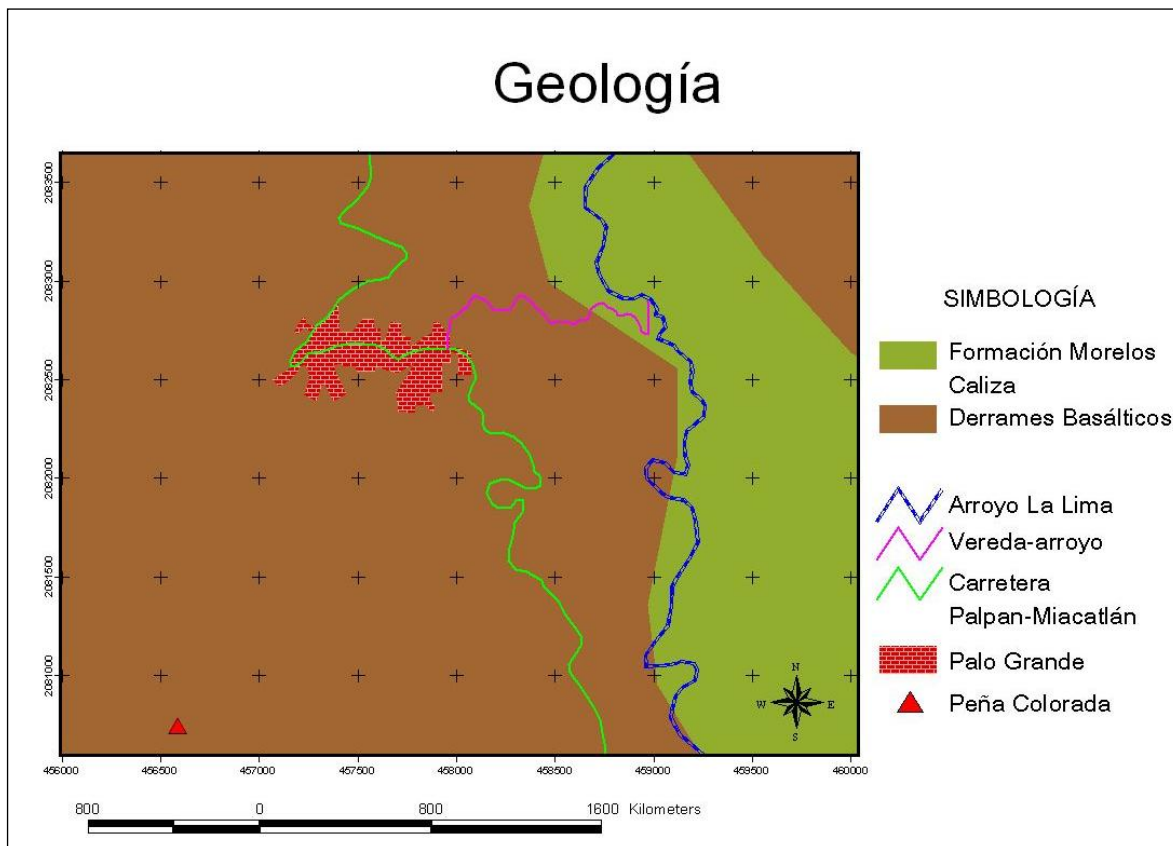 Geología
2083500
2083000
2082500
2082000
2081500
2081000
456000 456500 457000 457500 458000 458500 459000 459500 460000
N
W E
S
800 0 800 1600 Kilometers
SIMBOLOGÍA
Formación Morelos
Caliza
Derrames Basálticos
Arroyo La Lima
Vereda-arroyo
Carretera
Palpan-Miacatlán
Palo Grande
Peña Colorada